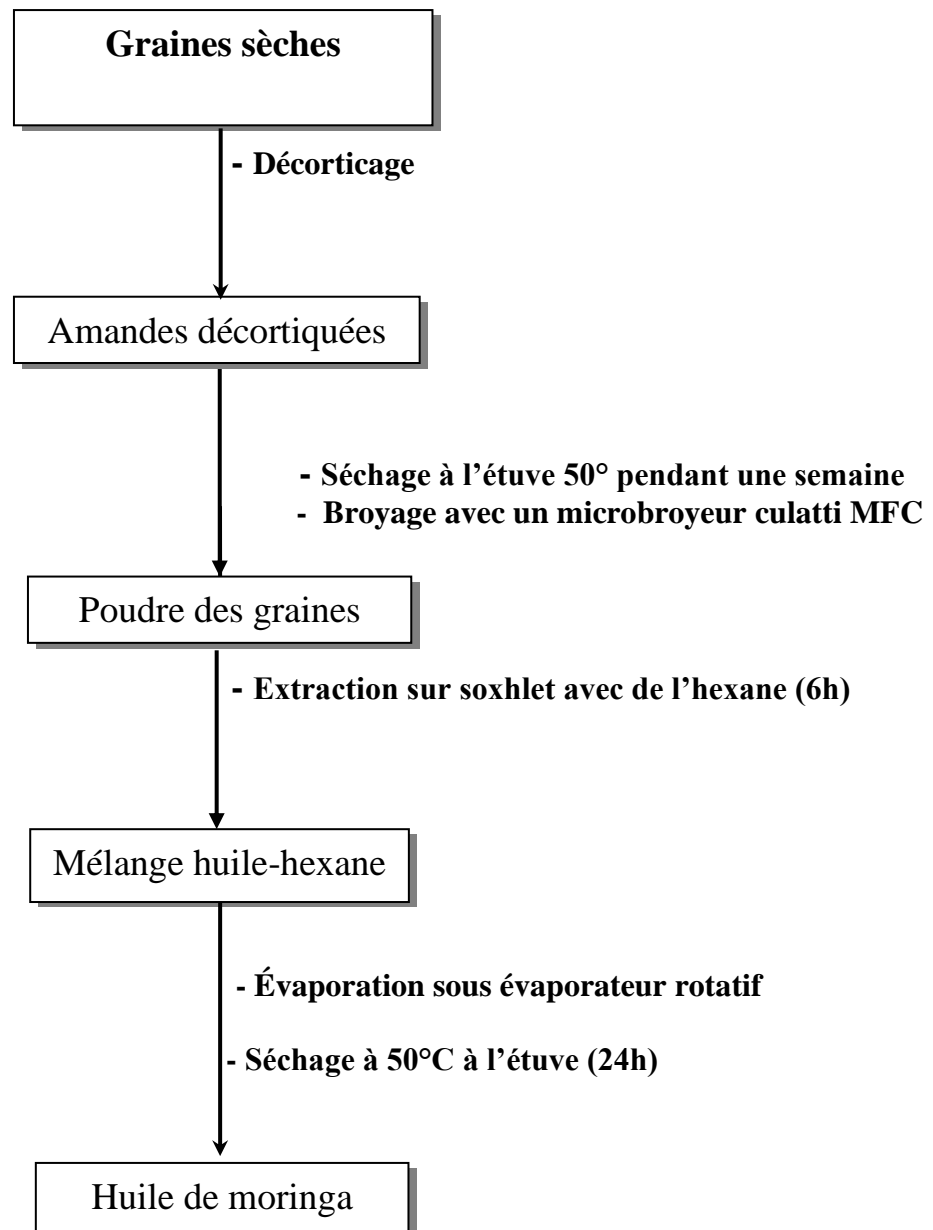 Graines sèches
- Décorticage
Amandes décortiquées
- Séchage à l’étuve 50° pendant une semaine
- Broyage avec un microbroyeur culatti MFC
Poudre des graines
- Extraction sur soxhlet avec de l’hexane (6h)
Mélange huile-hexane
- Évaporation sous évaporateur rotatif
- Séchage à 50°C à l’étuve (24h)
Huile de moringa